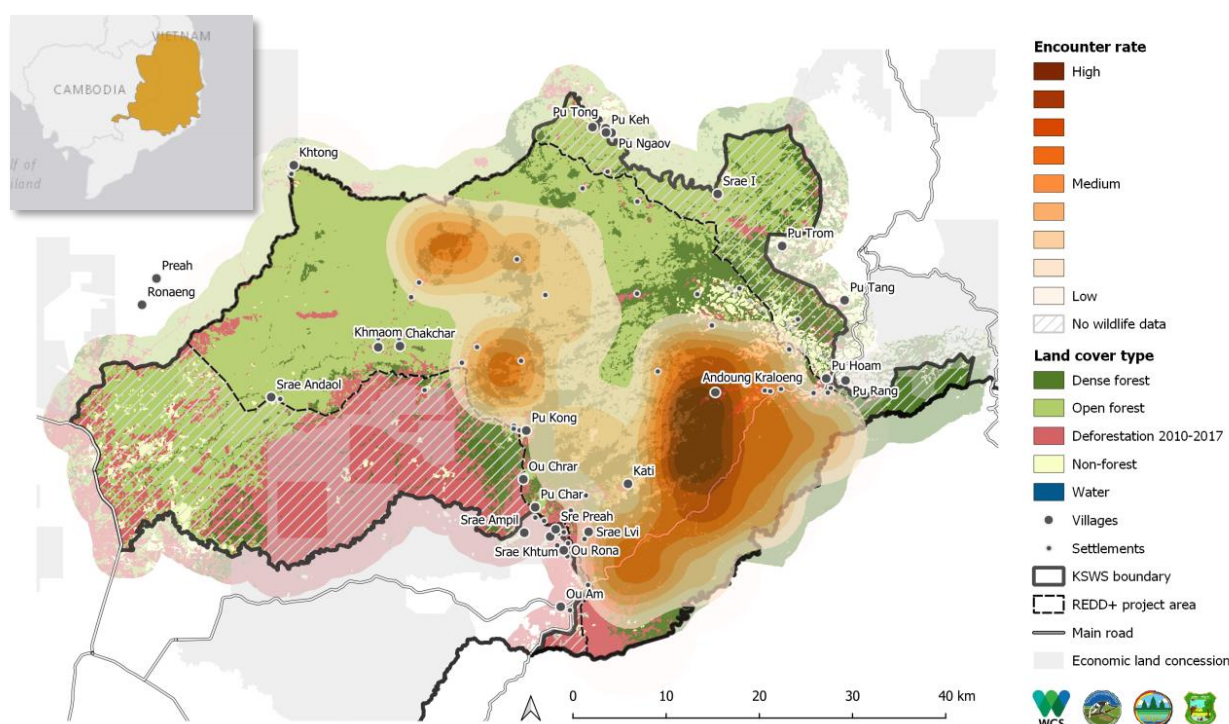 VIETNAM
CAMBODIA
Encounter rate
High
Medium
Low
No wildlife data
Land cover type
Dense forest
Open forest
Deforestation 2010-2017
Non-forest
Water
Villages
Settlements
KSWS boundary
REDD+ project area
Main road
Economic land concession
WCS
Pu Tong
Pu Keh
Pu Ngaov
Khtong
Srae I
Pu Trom
Preah
Ronaeng
Pu Tang
Khmaom
Chakchar
Pu Hoam
Srae Andaol
Andoung Kraloeng
Pu Rang
Pu Kong
Ou Chrar
Kati
Pu Char
Srae Ampil
Sre Preah
Srae Lvi
Srae Khtum
Ou Rona
Ou Am
0
10
20
30
40 km